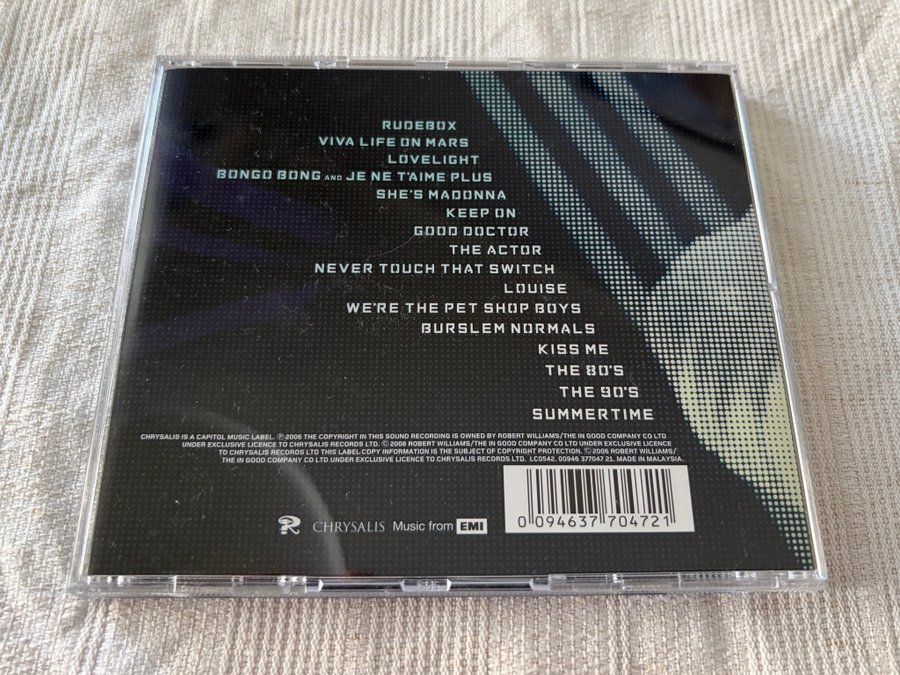 RUDEBOX
VIVA LIFE ON MARS
LOVELIGHT
BONGO BONG AND JE NE T'AIME PLUS
SHE'S MADONNA
KEEP ON
GOOD DOCTOR
THE ACTOR
NEVER TOUCH THAT SWITCH
LOUISE
WE'RE THE PET SHOP BOYS
BURSLEM NORMALS
KISS ME
THE 80'S
THE 90'S
SUMMERTIME
CHRYSALIS IS A CAPITOL MUSIC LABEL. ℗ 2006 THE COPYRIGHT IN THIS SOUND RECORDING IS OWNED BY ROBERT WILLIAMS/THE IN GOOD COMPANY CO LTD
UNDER EXCLUSIVE LICENCE TO CHRYSALIS RECORDS LTD. ©2006 ROBERT WILLIAMS/THE IN GOOD COMPANY CO LTD UNDER EXCLUSIVE LICENCE
TO CHRYSALIS RECORDS LTD THIS LABEL COPY INFORMATION IS THE SUBJECT OF COPYRIGHT PROTECTION. ©2006 ROBERT WILLIAMS/
THE IN GOOD COMPANY CO LTD UNDER EXCLUSIVE LICENCE TO CHRYSALIS RECORDS LTD. LC0542. 00946 377047 21. MADE IN MALAYSIA.
R CHRYSALIS Music from EMI
0 094637 704721